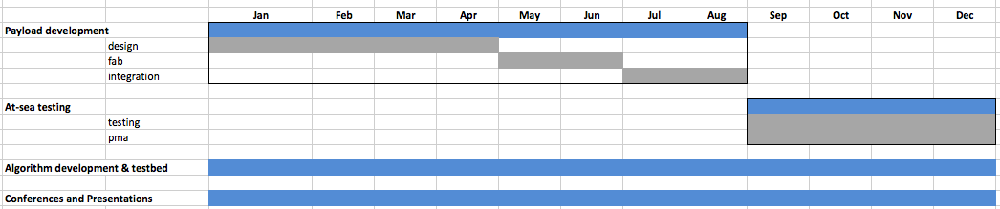 Jan Feb Mar Apr May Jun Jul Aug Sep Oct Nov Dec
Payload development
design
fab
integration
At-sea testing
testing
pma
Algorithm development & testbed
Conferences and Presentations